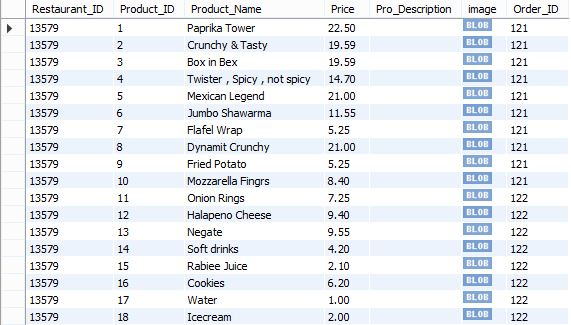 Restaurant_ID Product_ID Product_Name Price Pro_Description image Order_ID
13579 1 Paprika Tower 22.50 BLOB 121
13579 2 Crunchy & Tasty 19.59 BLOB 121
13579 3 Box in Bex 19.59 BLOB 121
13579 4 Twister , Spicy , not spicy 14.70 BLOB 121
13579 5 Mexican Legend 21.00 BLOB 121
13579 6 Jumbo Shawarma 11.55 BLOB 121
13579 7 Flafel Wrap 5.25 BLOB 121
13579 8 Dynamit Crunchy 21.00 BLOB 121
13579 9 Fried Potato 5.25 BLOB 121
13579 10 Mozzarella Fingrs 8.40 BLOB 121
13579 11 Onion Rings 7.25 BLOB 122
13579 12 Halapeno Cheese 9.40 BLOB 122
13579 13 Negate 9.55 BLOB 122
13579 14 Soft drinks 4.20 BLOB 122
13579 15 Rabiee Juice 2.10 BLOB 122
13579 16 Cookies 6.20 BLOB 122
13579 17 Water 1.00 BLOB 122
13579 18 Icecream 2.00 BLOB 122